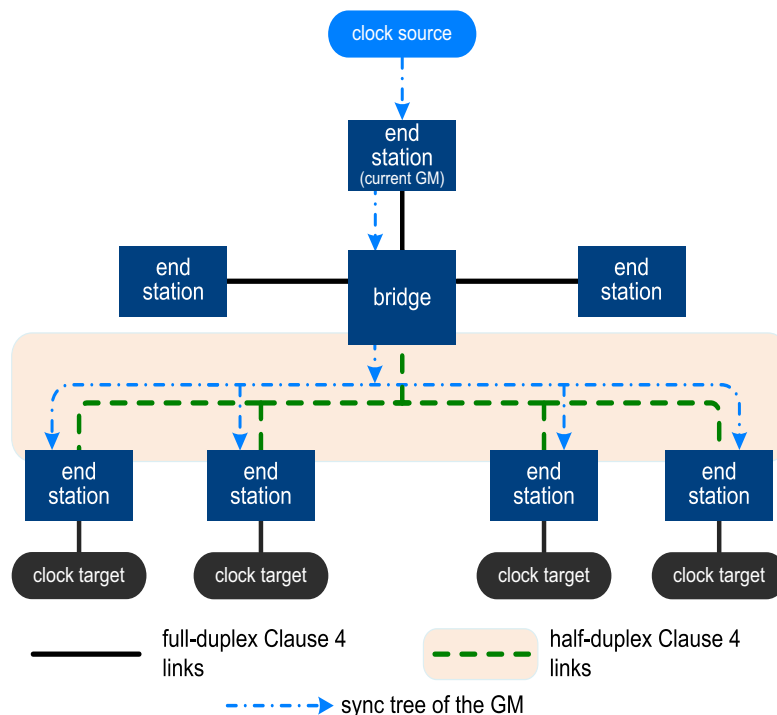 clock source
end
station
(current GM)
end
station
bridge
end
station
end
station
end
station
end
station
end
station
clock target
clock target
clock target
clock target
full-duplex Clause 4
links
half-duplex Clause 4
links
sync tree of the GM